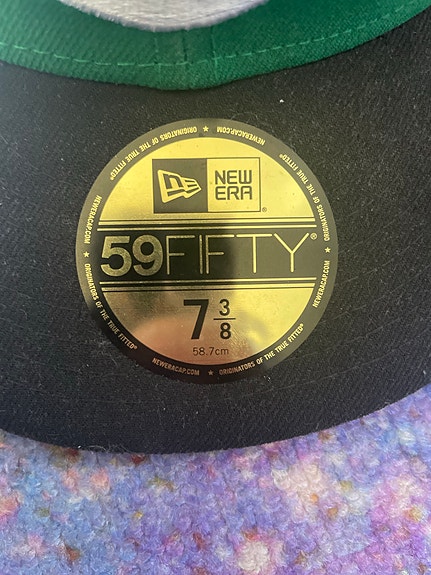 ORIGINATORS OF THE TRUE FITTED® ★ NEWERACAP.COM
★
ORIGINATORS OF THE TRUE FITTED®
NEWERACAP.COM
★
ORIGINATORS OF THE TRUE FITTED®
★
NEWERACAP.COM
★
ORIGINATORS OF THE TRUE FITTED®
NEWERACAP.COM
NE
NEW
ERA®
59FIFTY®
7 3/8
58.7cm